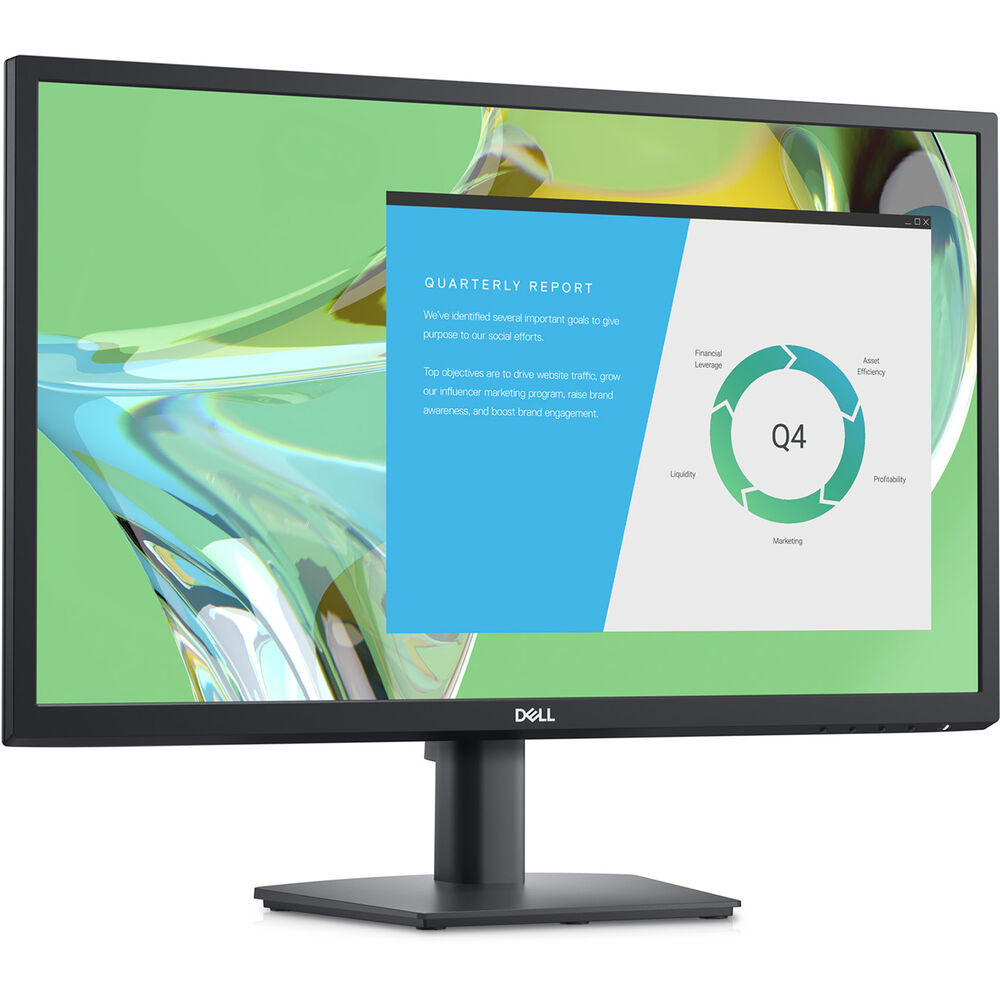 QUARTERLY REPORT
We've identified several important goals to give
purpose to our social efforts.
Top objectives are to drive website traffic, grow
our influencer marketing program, raise brand
awareness, and boost brand engagement.
Financial
Leverage
Asset
Efficiency
Q4
Liquidity
Profitability
Marketing
DELL